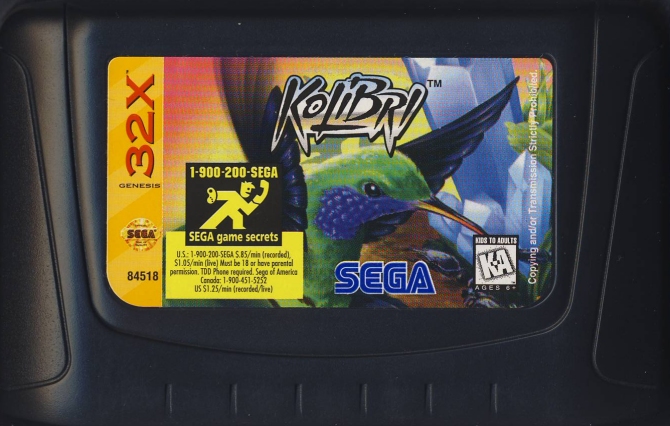 32X
GENESIS
SEGA
84518
KOLIBRI™
1-900-200-SEGA
SEGA game secrets
U.S.: 1-900-200-SEGA $.85/min (recorded),
$1.05/min (live) Must be 18 or have parental
permission. TDD Phone required. Sega of America
Canada: 1-900-451-5252
US $1.25/min (recorded/live)
SEGA
KIDS TO ADULTS
K-A
AGES 6+
Copying and/or Transmission Strictly Prohibited.